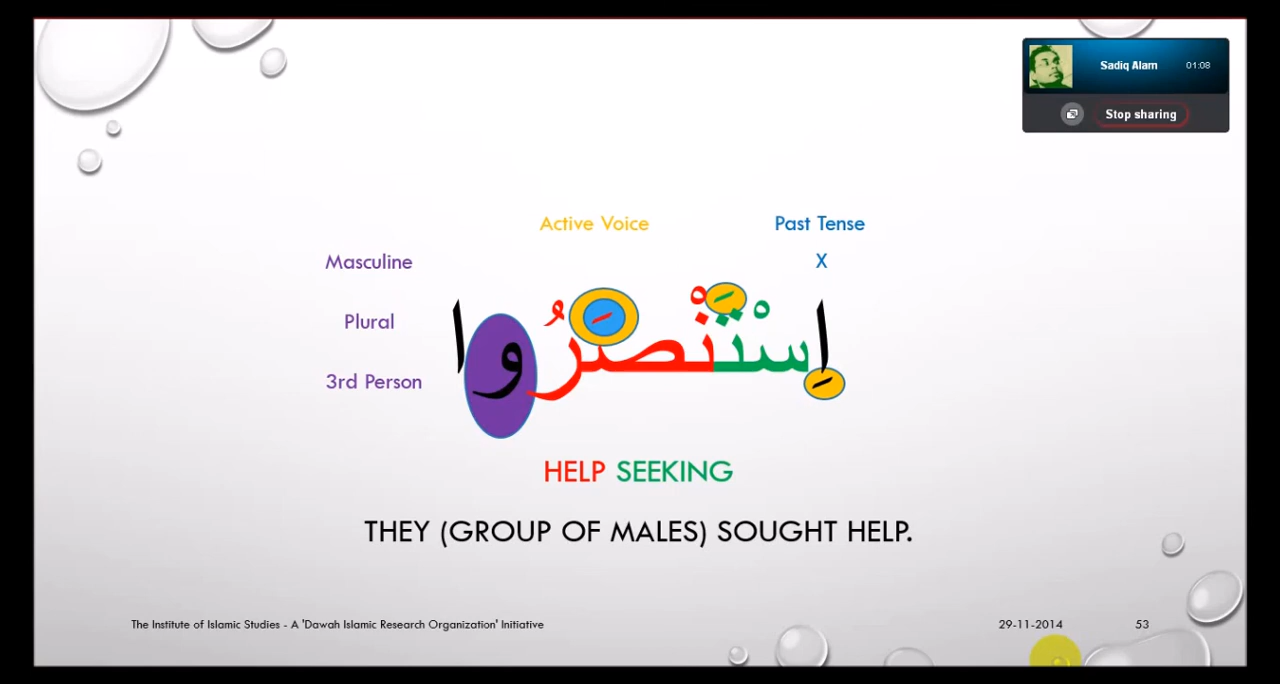 Sadiq Alam 01:08
Stop sharing
Active Voice
Past Tense
Masculine
X
Plural
3rd Person
اِسْتَنْصَرُوا
HELP SEEKING
THEY (GROUP OF MALES) SOUGHT HELP.
The Institute of Islamic Studies - A 'Dawah Islamic Research Organization' Initiative
29-11-2014
53